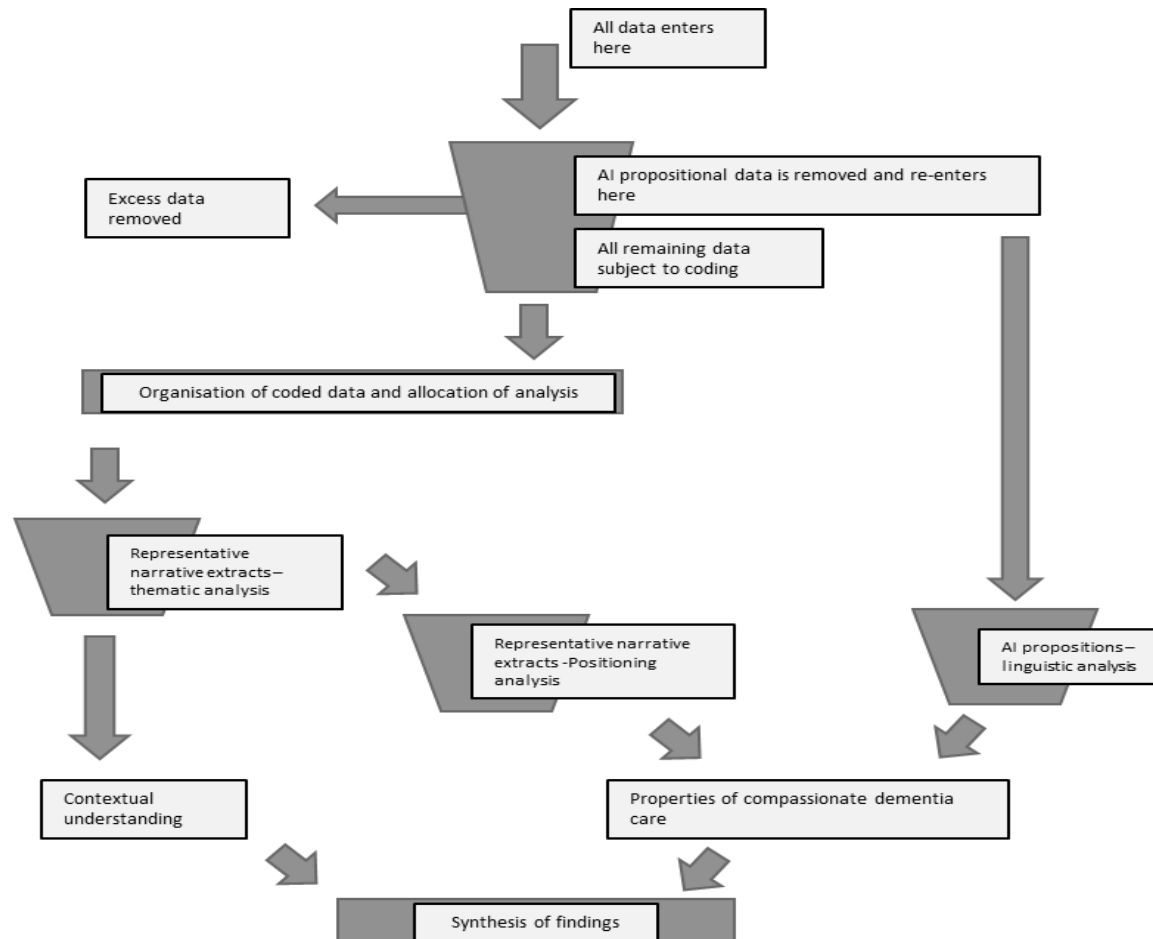 All data enters
here
AI propositional data is removed and re-enters
here
Excess data
removed
All remaining data
subject to coding
Organisation of coded data and allocation of analysis
Representative
narrative extracts–
thematic analysis
Representative narrative
extracts -Positioning
analysis
AI propositions–
linguistic analysis
Contextual
understanding
Properties of compassionate dementia
care
Synthesis of findings